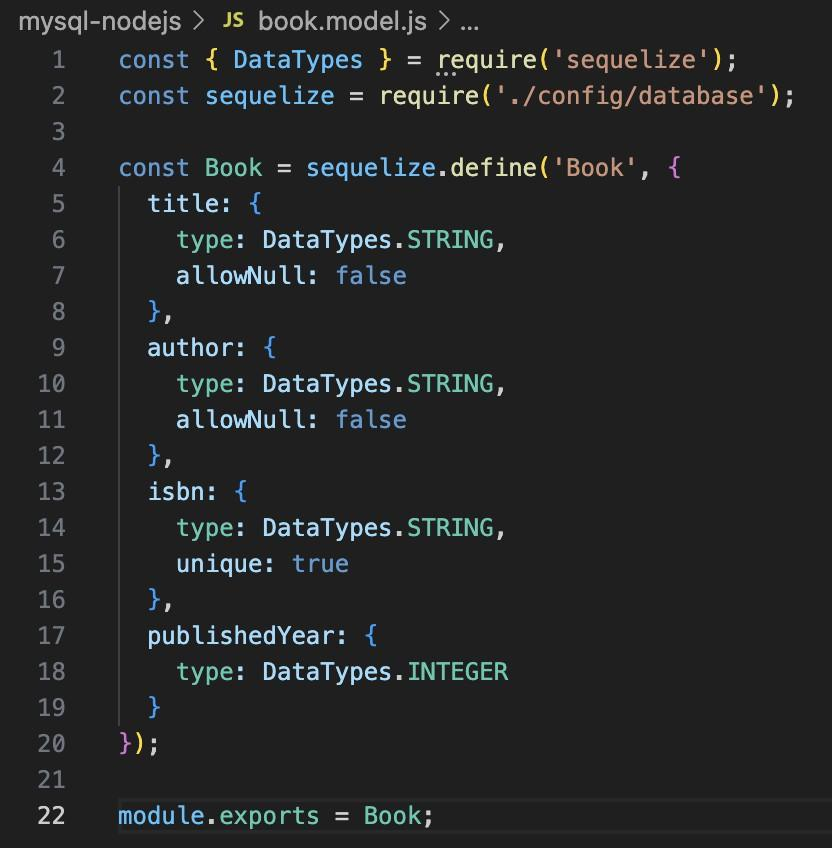 mysql-nodejs > JS book.model.js > ...
1 const { DataTypes } = require('sequelize');
2 const sequelize = require('./config/database');
3
4 const Book = sequelize.define('Book', {
5   title: {
6     type: DataTypes.STRING,
7     allowNull: false
8   },
9   author: {
10     type: DataTypes.STRING,
11     allowNull: false
12   },
13   isbn: {
14     type: DataTypes.STRING,
15     unique: true
16   },
17   publishedYear: {
18     type: DataTypes.INTEGER
19   }
20 });
21
22 module.exports = Book;